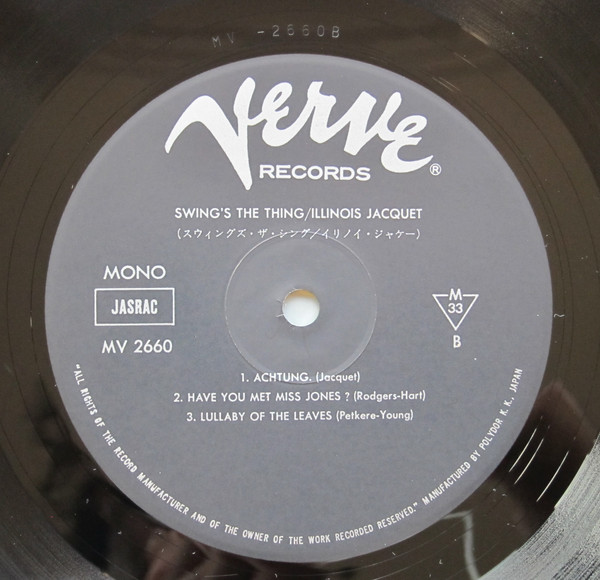 MV -2660B
Verve
RECORDS ®
SWING'S THE THING/ILLINOIS JACQUET
(スウィングズ・ザ・シング/イリノイ・ジャケー)
MONO
JASRAC
MV 2660
M
33
B
1. ACHTUNG. (Jacquet)
2. HAVE YOU MET MISS JONES ? (Rodgers-Hart)
3. LULLABY OF THE LEAVES (Petkere-Young)
"ALL RIGHTS OF THE RECORD MANUFACTURER AND OF THE OWNER OF THE WORK RECORDED RESERVED." MANUFACTURED BY POLYDOR K. K., JAPAN